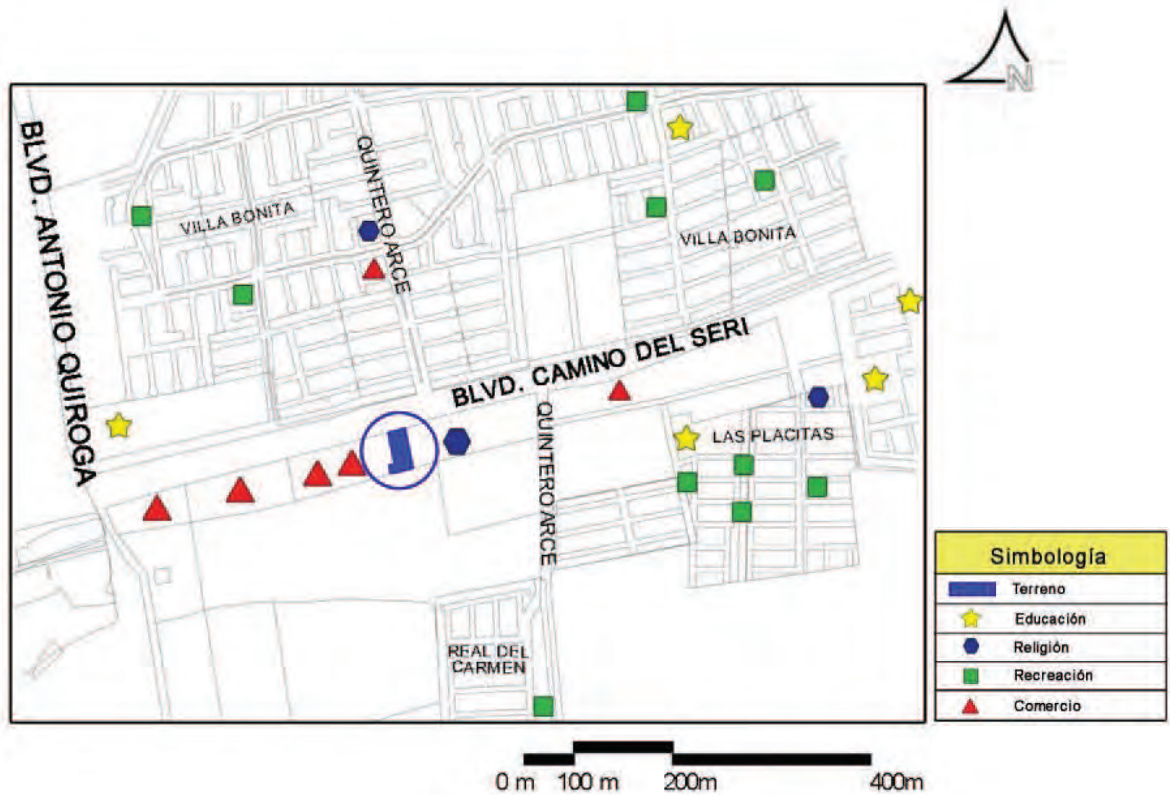 N
BLVD. ANTONIO QUIROGA
VILLA BONITA
QUINTERO ARCE
VILLA BONITA
BLVD. CAMINO DEL SERI
QUINTERO ARCE
LAS PLACITAS
REAL DEL
CARMEN
Simbología
Terreno
Educación
Religión
Recreación
Comercio
0 m 100 m 200m 400m